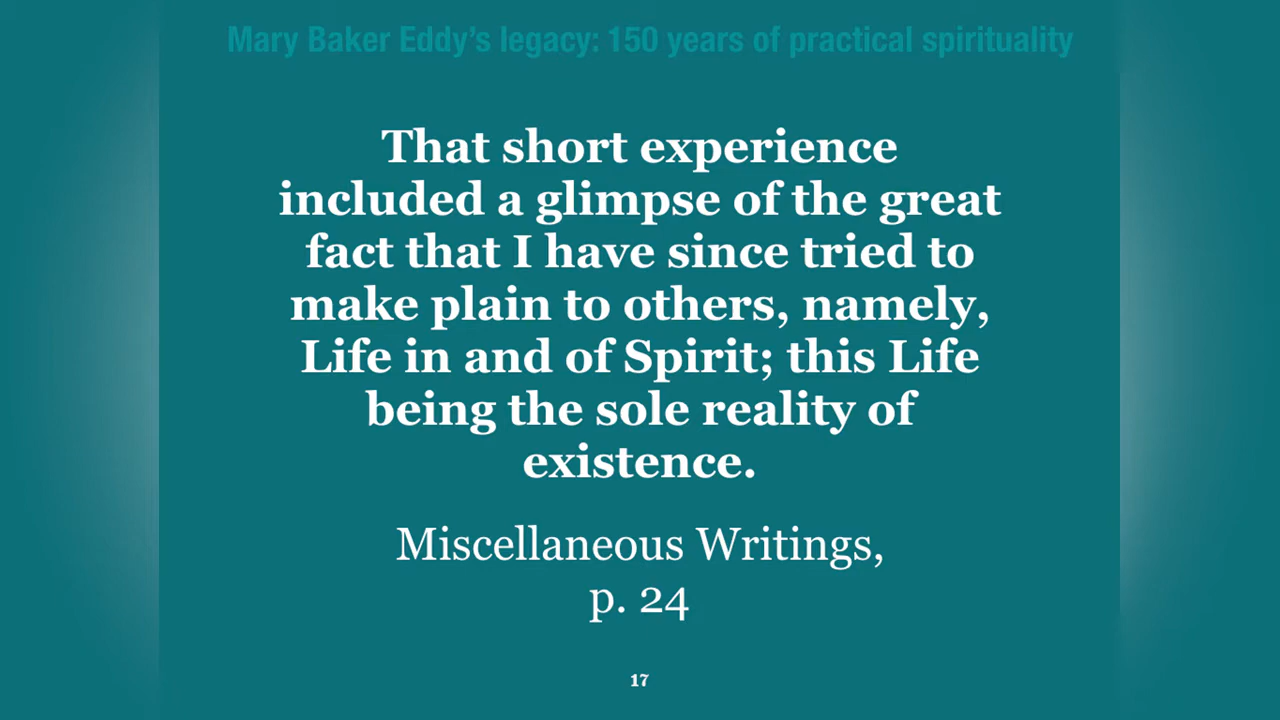 Mary Baker Eddy's legacy: 150 years of practical spirituality
That short experience
included a glimpse of the great
fact that I have since tried to
make plain to others, namely,
Life in and of Spirit; this Life
being the sole reality of
existence.
Miscellaneous Writings,
p. 24
17